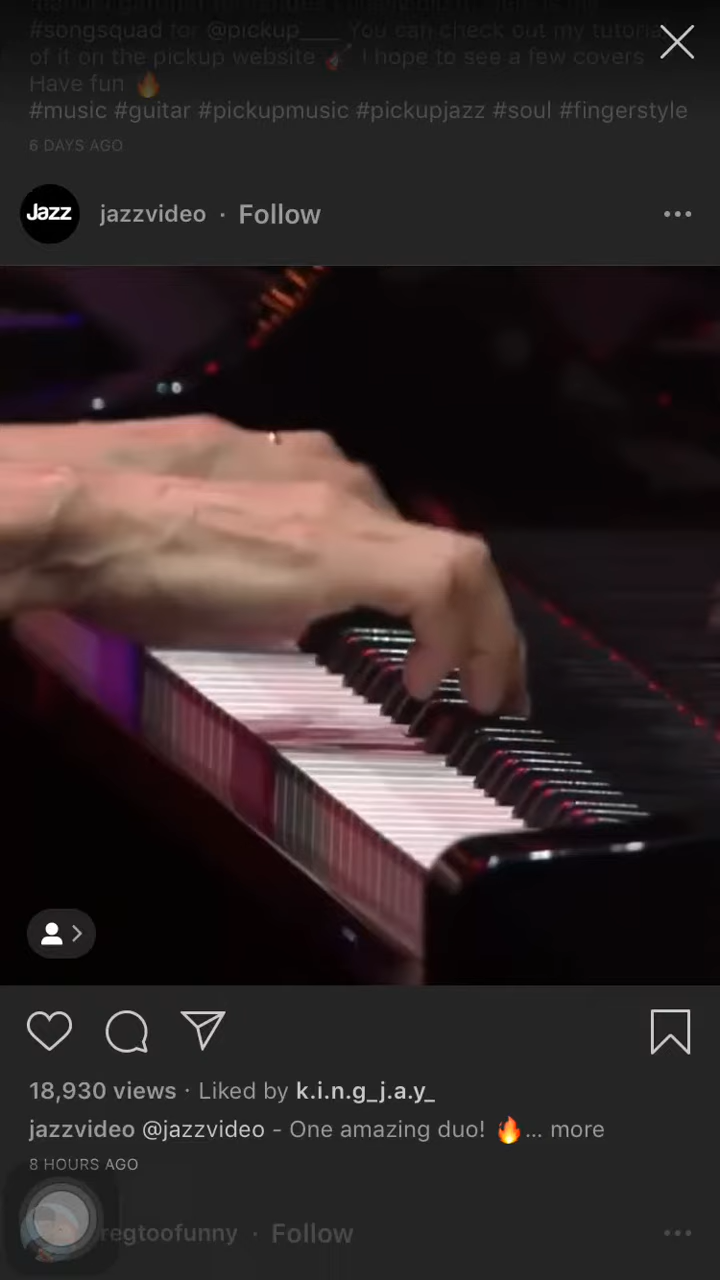 #songsquad for @pickup___ You can check out my tutoria
of it on the pickup website 🎸 I hope to see a few covers
Have fun 🔥
#music #guitar #pickupmusic #pickupjazz #soul #fingerstyle
6 DAYS AGO
Jazz
jazzvideo · Follow
18,930 views · Liked by k.i.n.g_j.a.y_
jazzvideo @jazzvideo - One amazing duo! 🔥... more
8 HOURS AGO
regtoofunny · Follow